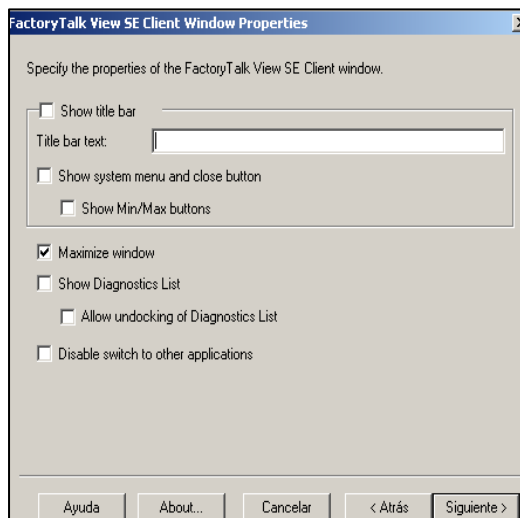 FactoryTalk View SE Client Window Properties
Specify the properties of the FactoryTalk View SE Client window.
Show title bar
Title bar text:
Show system menu and close button
Show Min/Max buttons
Maximize window
Show Diagnostics List
Allow undocking of Diagnostics List
Disable switch to other applications
Ayuda About... Cancelar < Atrás Siguiente >